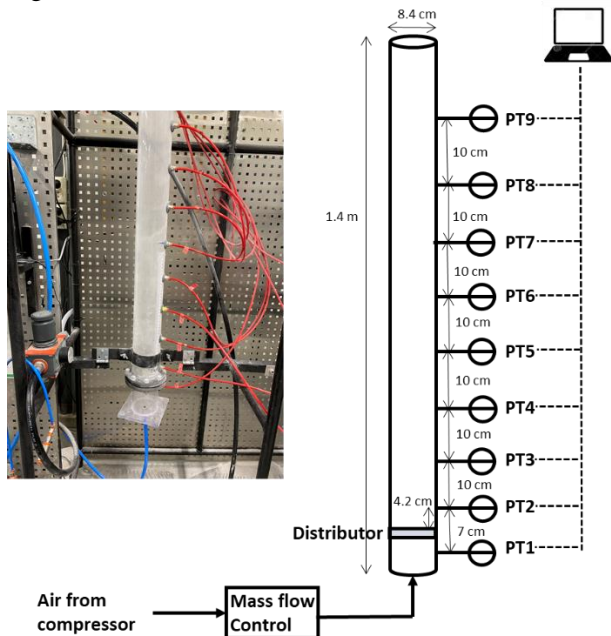 8.4 cm
PT9
10 cm
PT8
10 cm
1.4 m
PT7
10 cm
PT6
10 cm
PT5
10 cm
PT4
10 cm
PT3
10 cm
4.2 cm
PT2
Distributor
7 cm
PT1
Air from
compressor
Mass flow
Control